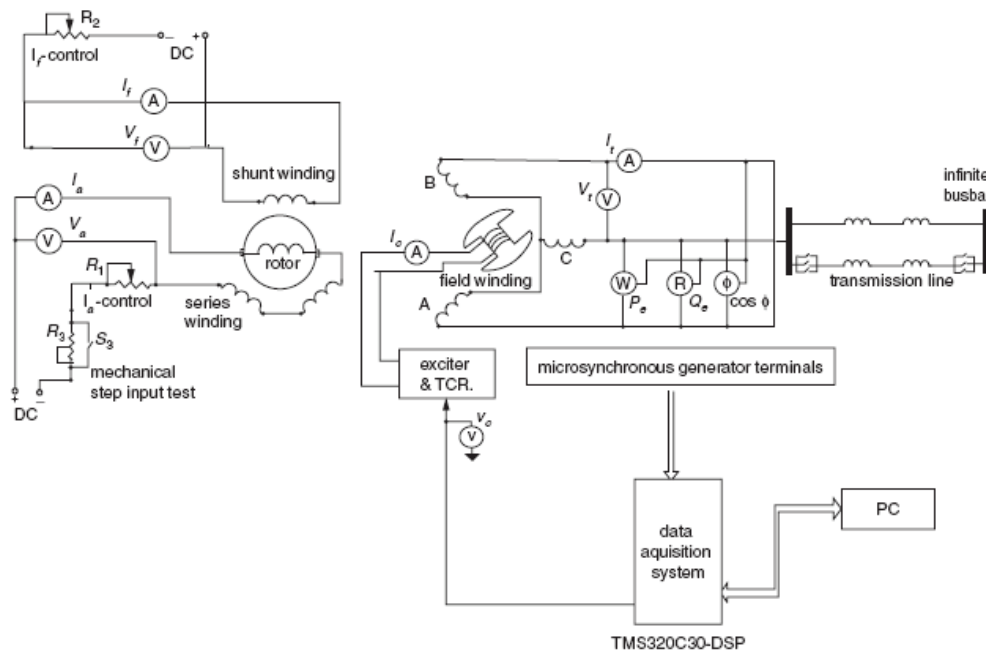 R2
– +
DC
If-control
If
A
Vf
V
shunt winding
Ia
A
Va
V
rotor
R1
Ia-control
series
winding
R3
S3
mechanical
step input test
+ –
DC
B
It
A
Vt
V
Ic
A
field winding
C
A
W
Pe
R
Qe
ϕ
cos ϕ
infinite
busba
transmission line
exciter
& TCR.
vc
v
microsynchronous generator terminals
data
aquisition
system
PC
TMS320C30-DSP